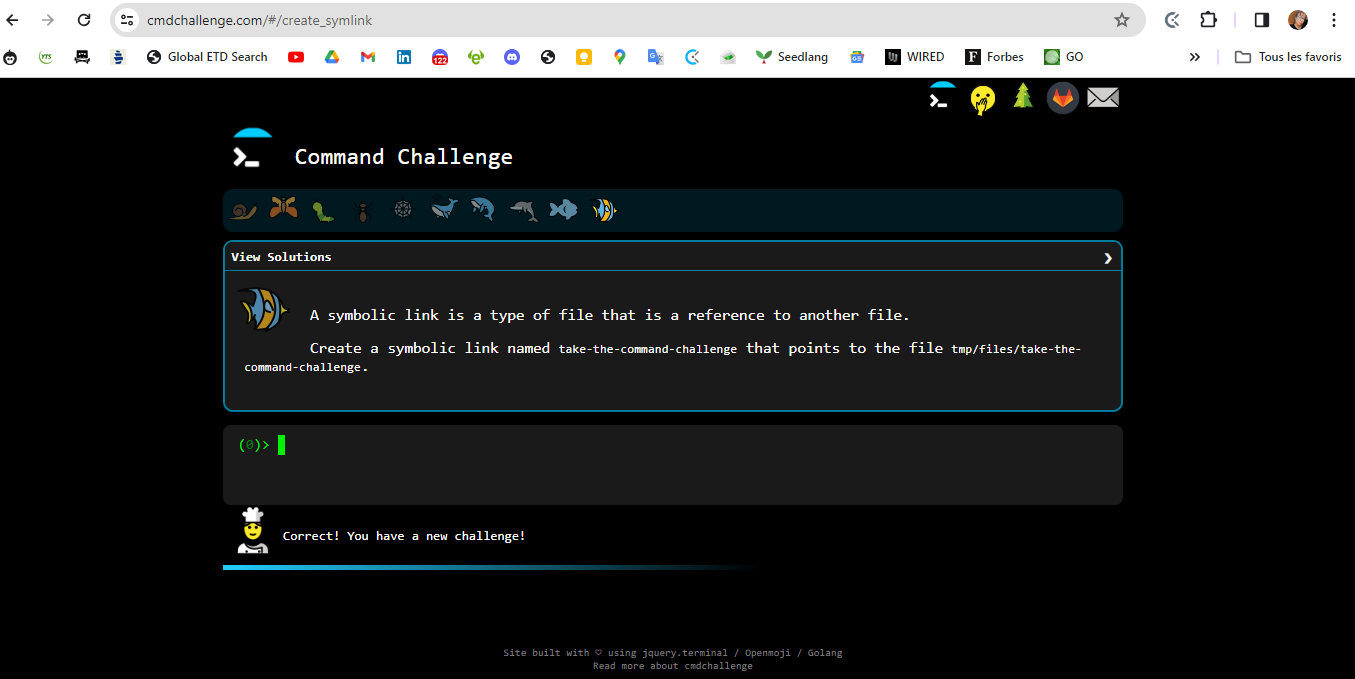 cmdchallenge.com/#/create_symlink
YTS Global ETD Search 122 Seedlang GE WIRED Forbes GO » Tous les favoris
Command Challenge
View Solutions ❯
A symbolic link is a type of file that is a reference to another file.
Create a symbolic link named take-the-command-challenge that points to the file tmp/files/take-the-
command-challenge.
(0)>
Correct! You have a new challenge!
Site built with ♡ using jquery.terminal / Openmoji / Golang
Read more about cmdchallenge